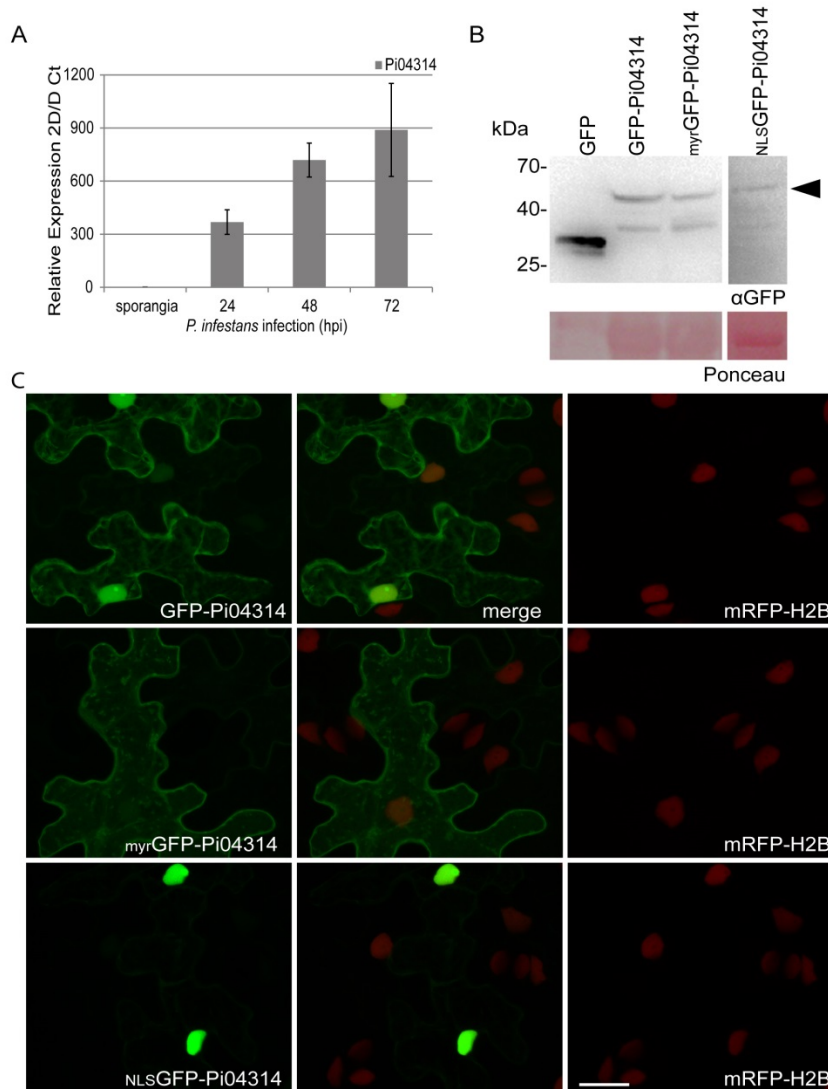 A
Pi04314
Relative Expression 2D/D Ct
1200
900
600
300
0
sporangia 24 48 72
P. infestans infection (hpi)
B
kDa
GFP
GFP-Pi04314
myrGFP-Pi04314
NLSGFP-Pi04314
70-
40-
25-
αGFP
Ponceau
C
GFP-Pi04314 merge mRFP-H2B
myrGFP-Pi04314 mRFP-H2B
NLSGFP-Pi04314 mRFP-H2B